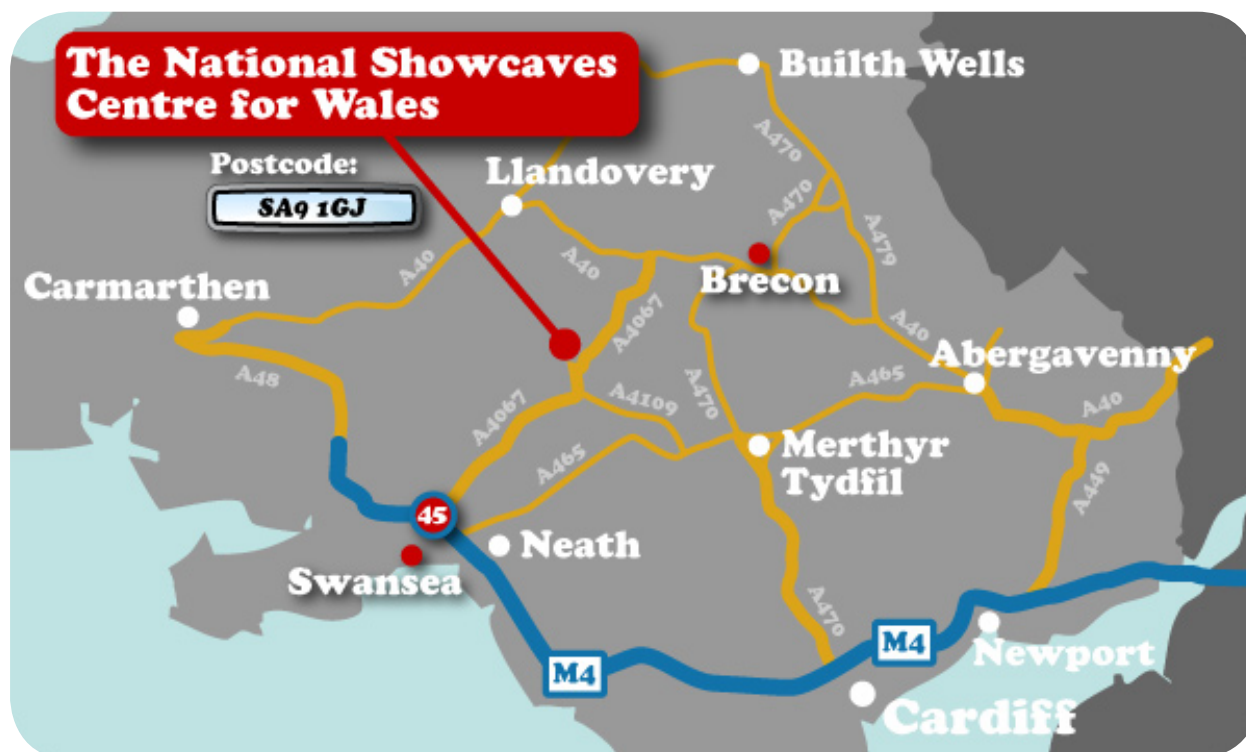 The National Showcaves
Centre for Wales
Builth Wells
Postcode:
SA9 1GJ
Llandovery
A470
A470
A479
A40
A40
Brecon
Carmarthen
A4067
A40
Abergavenny
A48
A470
A465
A4109
A40
A4067
A465
Merthyr
Tydfil
A449
45
Neath
Swansea
A470
M4
M4
Newport
Cardiff